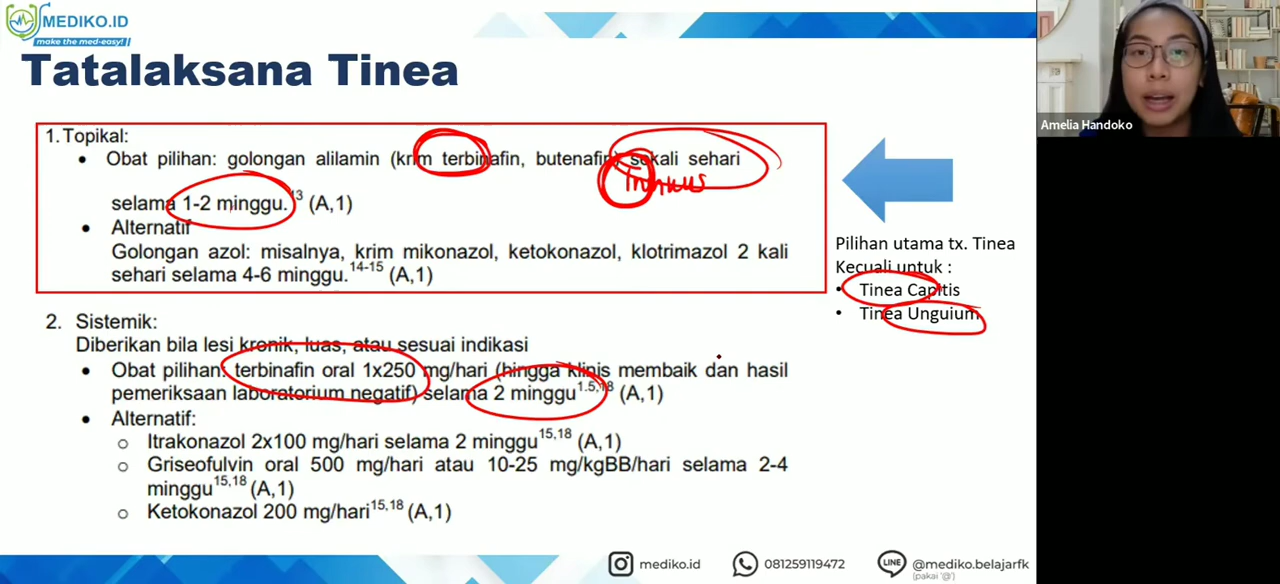 MEDIKO.ID
make the med-easy!
Tatalaksana Tinea
1. Topikal:
• Obat pilihan: golongan alilamin (krim terbinafin, butenafin) sekali sehari
selama 1-2 minggu.13 (A,1)
• Alternatif
Golongan azol: misalnya, krim mikonazol, ketokonazol, klotrimazol 2 kali
sehari selama 4-6 minggu.14-15 (A,1)
2. Sistemik:
Diberikan bila lesi kronik, luas, atau sesuai indikasi
• Obat pilihan: terbinafin oral 1x250 mg/hari (hingga klinis membaik dan hasil
pemeriksaan laboratorium negatif) selama 2 minggu1,5,18 (A,1)
• Alternatif:
o Itrakonazol 2x100 mg/hari selama 2 minggu15,18 (A,1)
o Griseofulvin oral 500 mg/hari atau 10-25 mg/kgBB/hari selama 2-4
minggu15,18 (A,1)
o Ketokonazol 200 mg/hari15,18 (A,1)
Pilihan utama tx. Tinea
Kecuali untuk :
• Tinea Capitis
• Tinea Unguium
Amelia Handoko
mediko.id
081259119472
LINE
@mediko.belajarfk
(pakai '@')